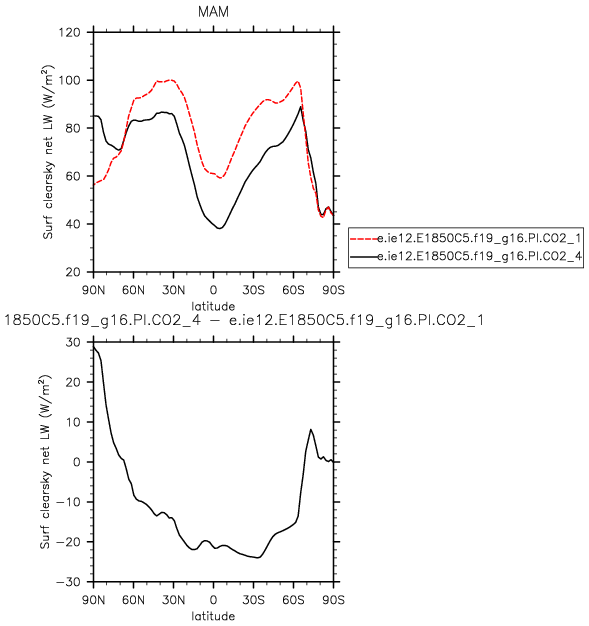 MAM
120
100
80
60
40
20
Surf clearsky net LW (W/m²)
90N 60N 30N 0 30S 60S 90S
latitude
e.ie12.E1850C5.f19_g16.PI.CO2_1
e.ie12.E1850C5.f19_g16.PI.CO2_4
1850C5.f19_g16.PI.CO2_4 − e.ie12.E1850C5.f19_g16.PI.CO2_1
30
20
10
0
−10
−20
−30
Surf clearsky net LW (W/m²)
90N 60N 30N 0 30S 60S 90S
latitude